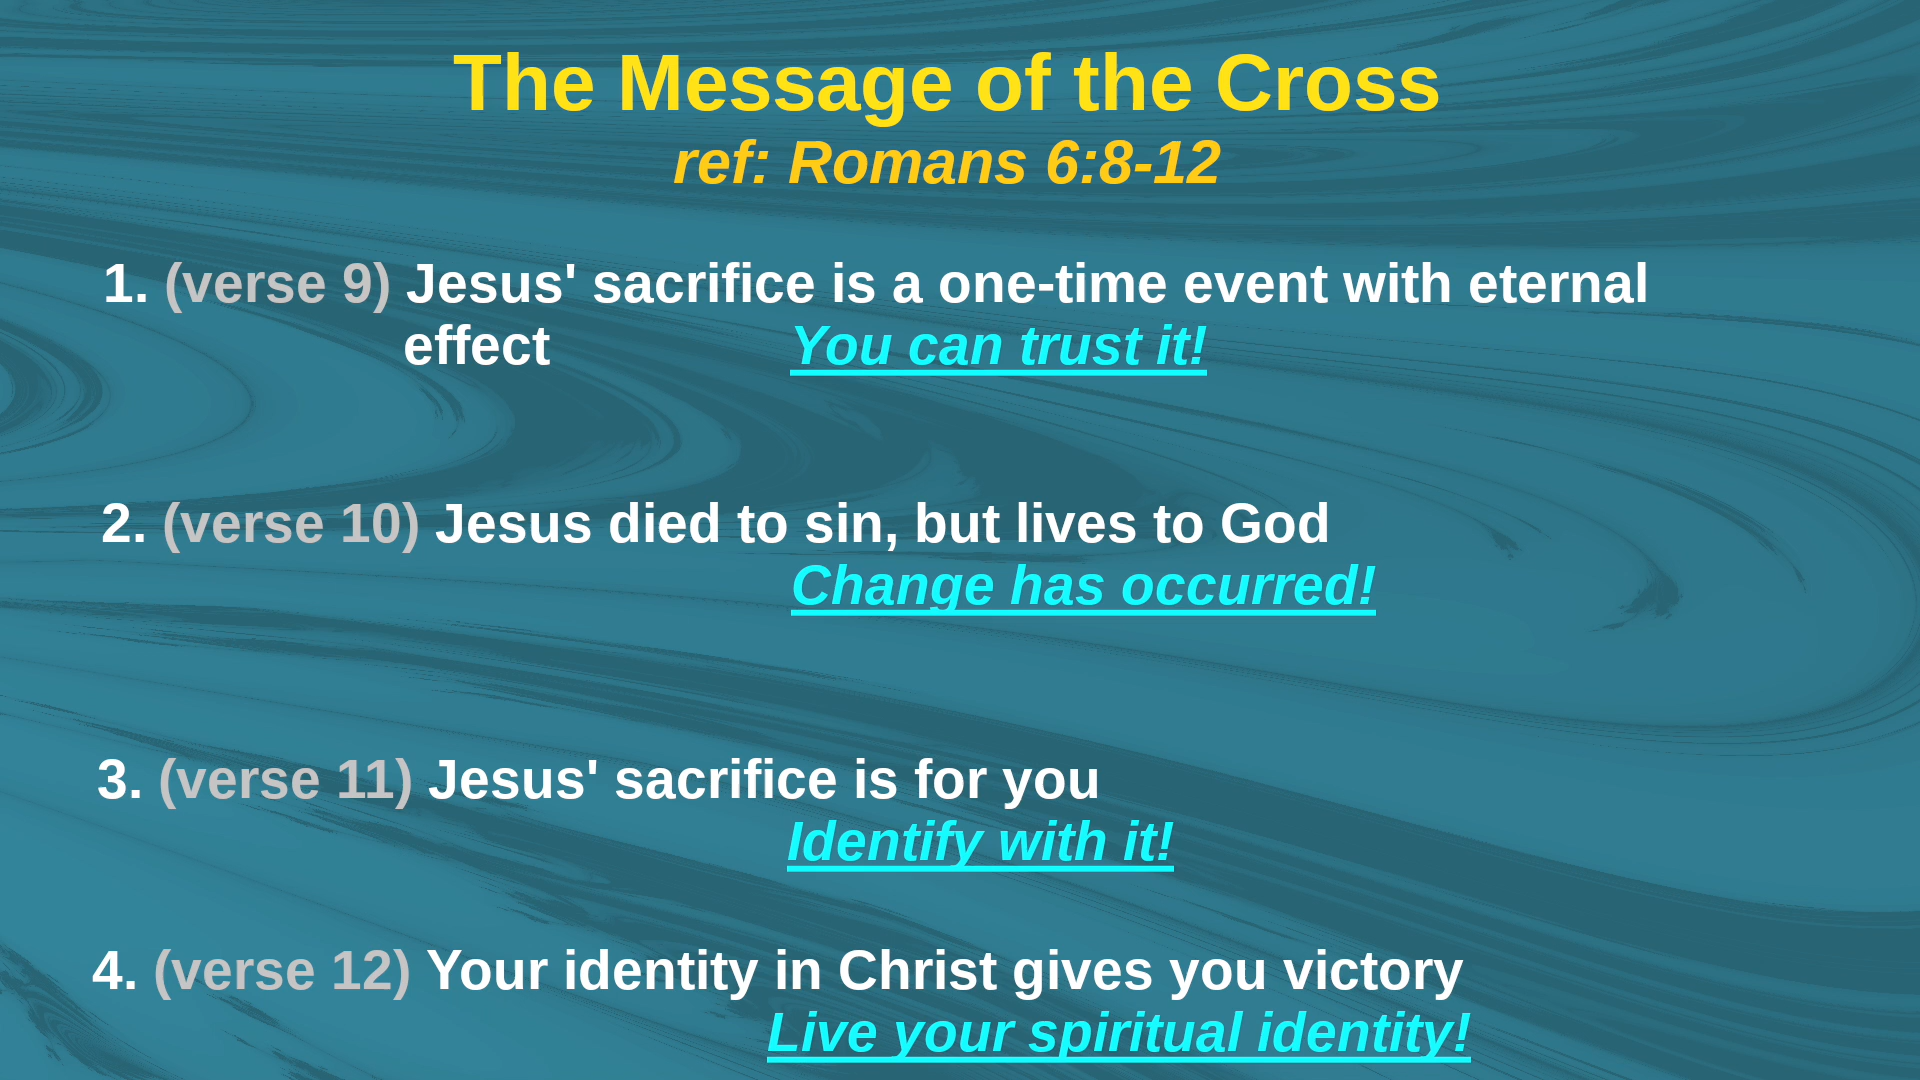 The Message of the Cross
ref: Romans 6:8-12
1. (verse 9) Jesus' sacrifice is a one-time event with eternal
effect You can trust it!
2. (verse 10) Jesus died to sin, but lives to God
Change has occurred!
3. (verse 11) Jesus' sacrifice is for you
Identify with it!
4. (verse 12) Your identity in Christ gives you victory
Live your spiritual identity!